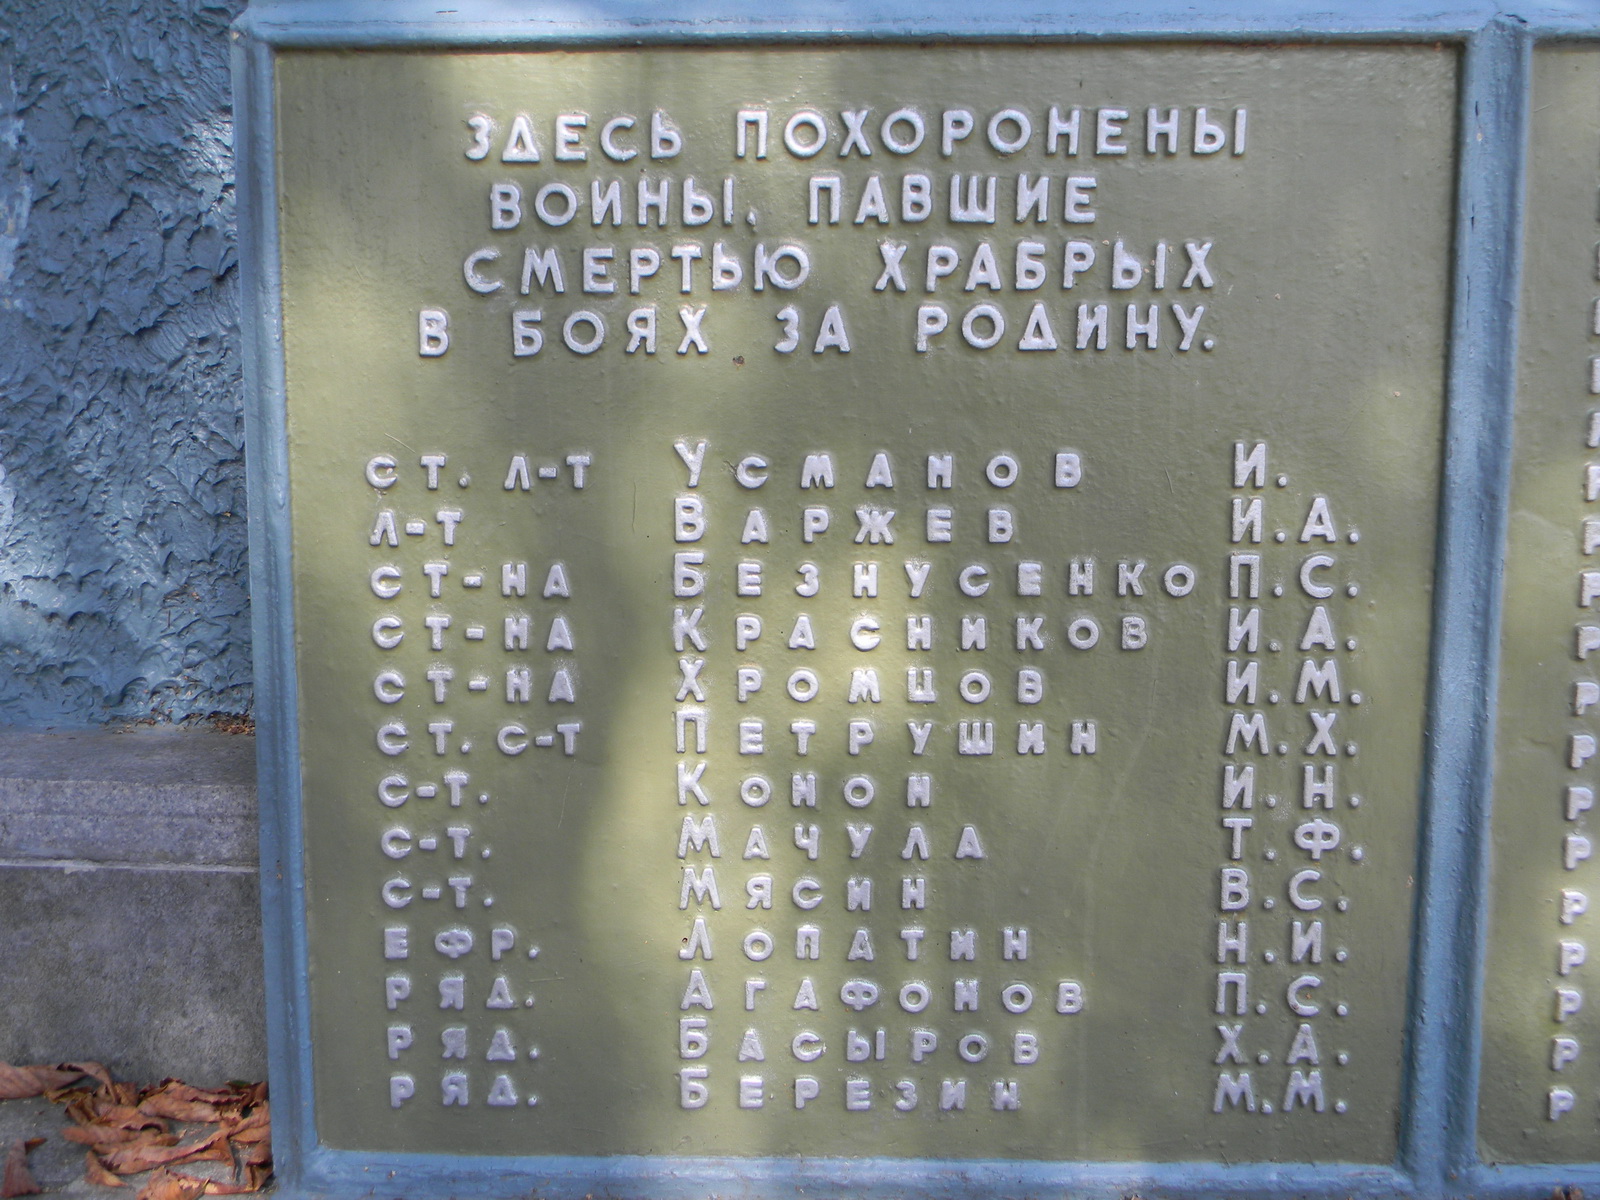 ЗДЕСЬ ПОХОРОНЕНЫ
ВОИНЫ, ПАВШИЕ
СМЕРТЬЮ ХРАБРЫХ
В БОЯХ ЗА РОДИНУ.
СТ. Л-Т УСМАНОВ И.
Л-Т ВАРЖЕВ И.А.
СТ-НА БЕЗНУСЕНКО П.С.
СТ-НА КРАСНИКОВ И.А.
СТ-НА ХРОМЦОВ И.М.
СТ. С-Т ПЕТРУШИН М.Х.
С-Т. КОНОН И.Н.
С-Т. МАЧУЛА Т.Ф.
С-Т. МЯСИН В.С.
ЕФР. ЛОПАТИН Н.И.
РЯД. АГАФОНОВ П.С.
РЯД. БАСЫРОВ Х.А.
РЯД. БЕРЕЗИН М.М.